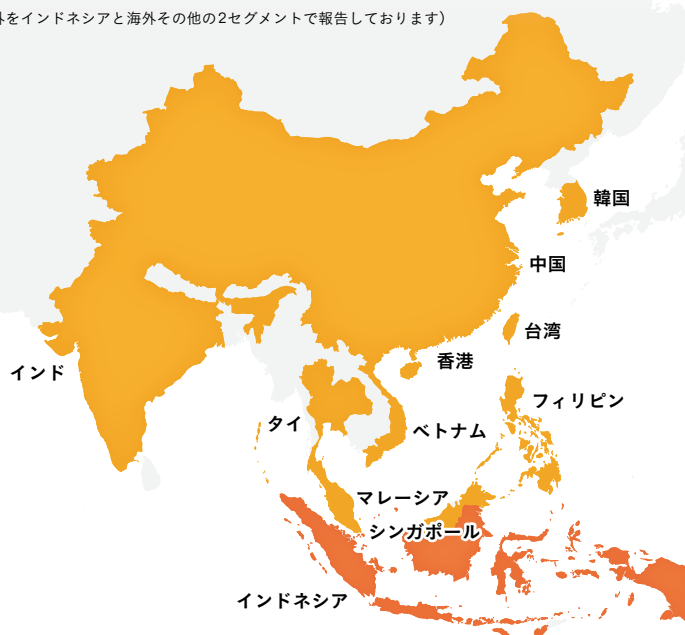 外をインドネシアと海外その他の2セグメントで報告しております）
韓国
中国
台湾
香港
インド
フィリピン
タイ
ベトナム
マレーシア
シンガポール
インドネシア